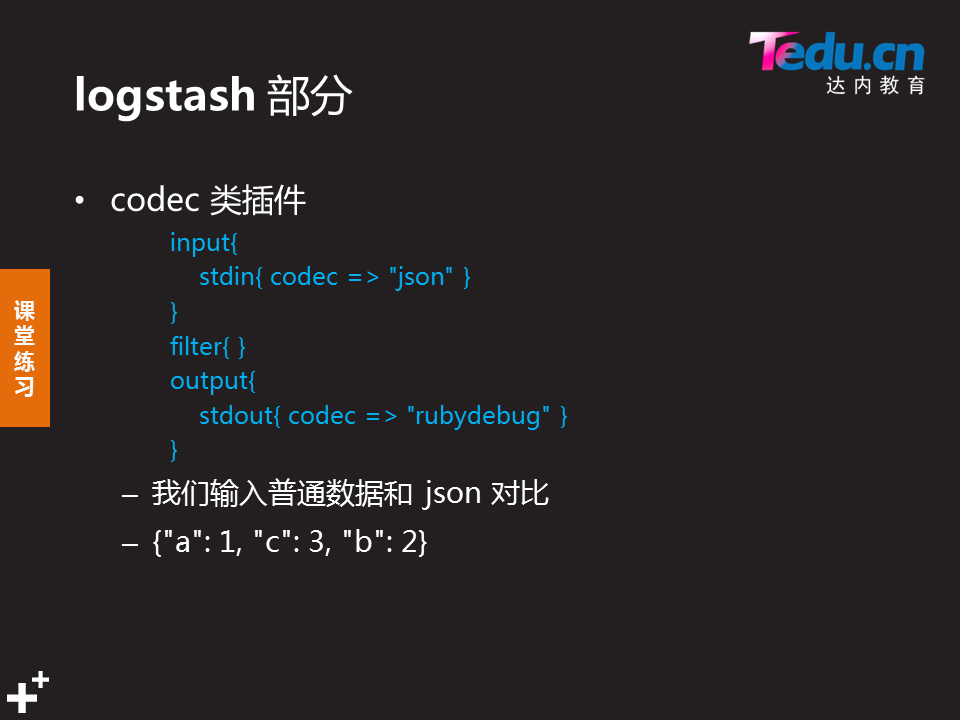 Tedu.cn
达内教育
logstash 部分
• codec 类插件
input{
stdin{ codec => "json" }
}
filter{ }
output{
stdout{ codec => "rubydebug" }
}
– 我们输入普通数据和 json 对比
– {"a": 1, "c": 3, "b": 2}
课
堂
练
习